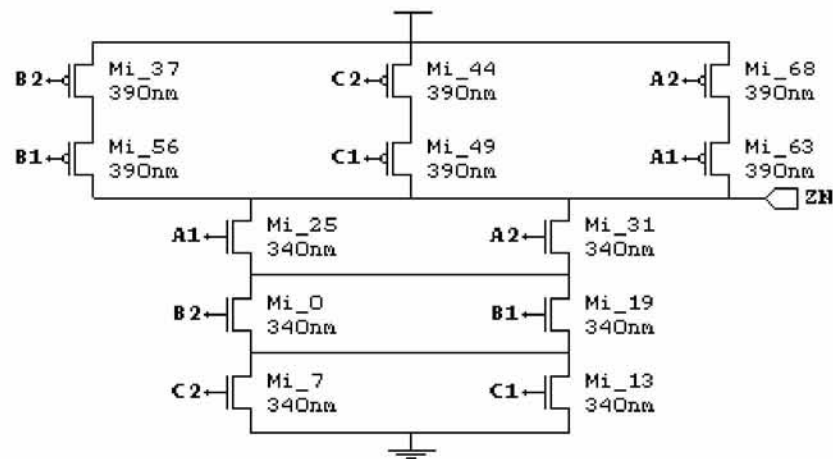 B2 Mi_37 C2 Mi_44 A2 Mi_68
390nm 390nm 390nm
B1 Mi_56 C1 Mi_49 A1 Mi_63
390nm 390nm 390nm
ZN
A1 Mi_25 A2 Mi_31
340nm 340nm
B2 Mi_0 B1 Mi_19
340nm 340nm
C2 Mi_7 C1 Mi_13
340nm 340nm